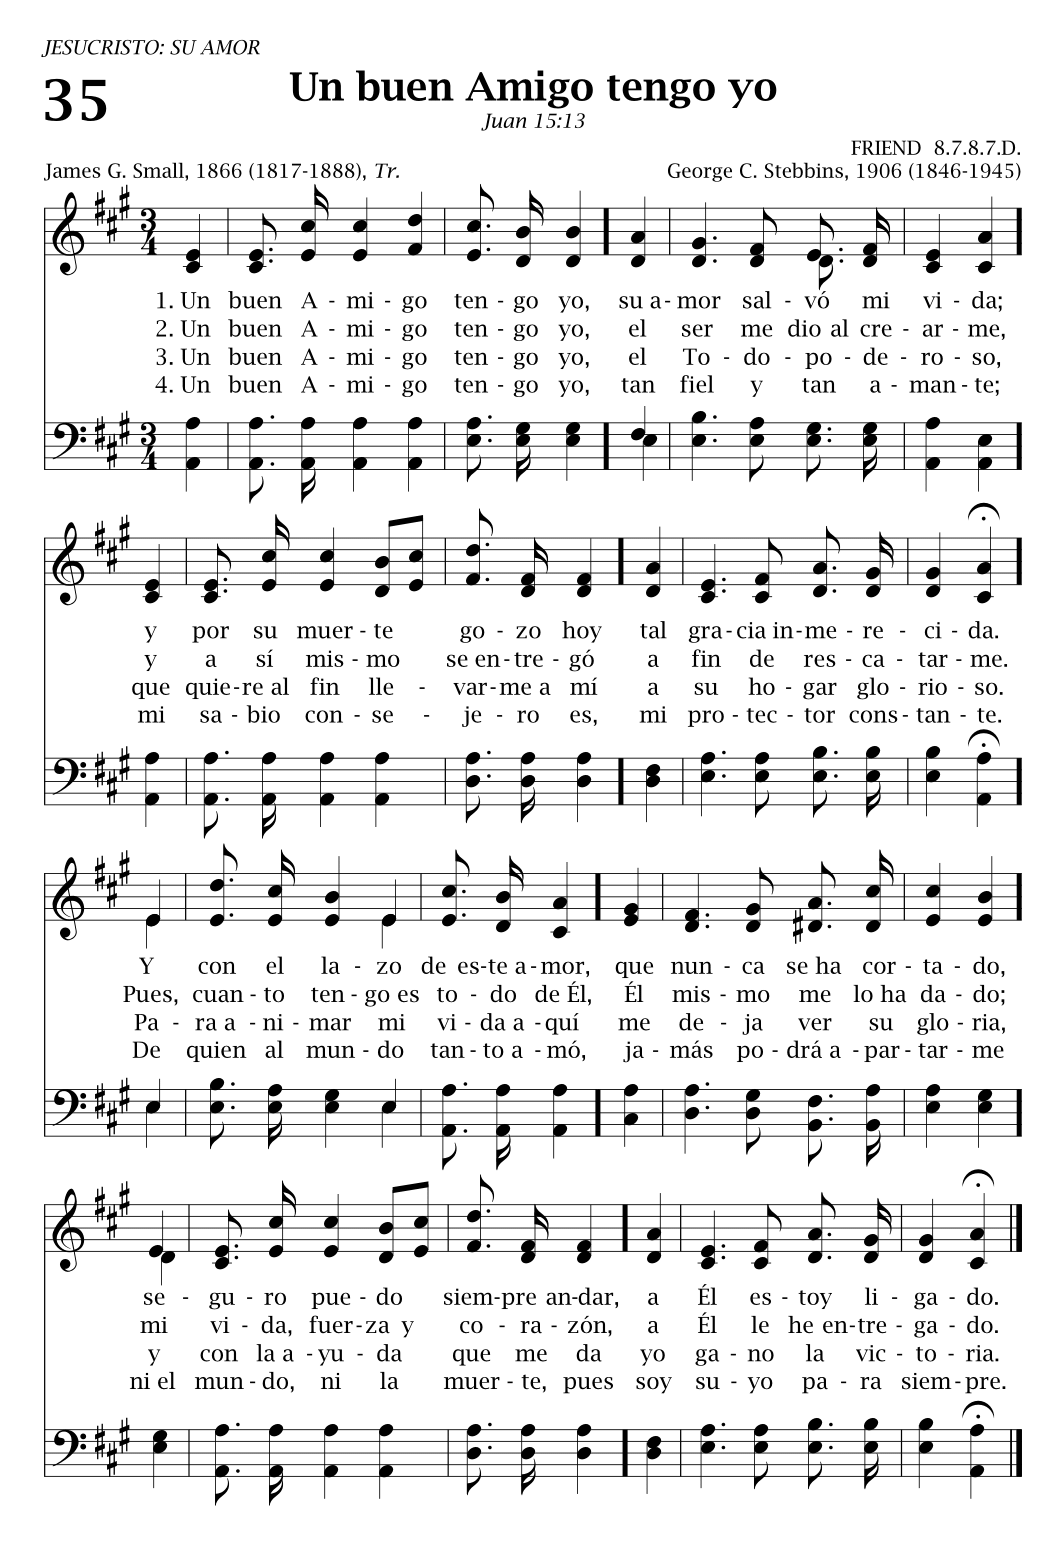 JESUCRISTO: SU AMOR
35
Un buen Amigo tengo yo
Juan 15:13
FRIEND 8.7.8.7.D.
James G. Small, 1866 (1817-1888), Tr.
George C. Stebbins, 1906 (1846-1945)
3
4
1. Un buen A - mi - go ten - go yo, su a - mor sal - vó mi vi - da;
2. Un buen A - mi - go ten - go yo, el ser me dio al cre - ar - me,
3. Un buen A - mi - go ten - go yo, el To - do - po - de - ro - so,
4. Un buen A - mi - go ten - go yo, tan fiel y tan a - man - te;
3
4
y por su muer - te go - zo hoy tal gra - cia in - me - re - ci - da.
y a sí mis - mo se en - tre - gó a fin de res - ca - tar - me.
que quie - re al fin lle - var - me a mí a su ho - gar glo - rio - so.
mi sa - bio con - se - je - ro es, mi pro - tec - tor cons - tan - te.
Y con el la - zo de es - te a - mor, que nun - ca se ha cor - ta - do,
Pues, cuan - to ten - go es to - do de Él, Él mis - mo me lo ha da - do;
Pa - ra a - ni - mar mi vi - da a - quí me de - ja ver su glo - ria,
De quien al mun - do tan - to a - mó, ja - más po - drá a - par - tar - me
se - gu - ro pue - do siem - pre an - dar, a Él es - toy li - ga - do.
mi vi - da, fuer - za y co - ra - zón, a Él le he en - tre - ga - do.
y con la a - yu - da que me da yo ga - no la vic - to - ria.
ni el mun - do, ni la muer - te, pues soy su - yo pa - ra siem - pre.